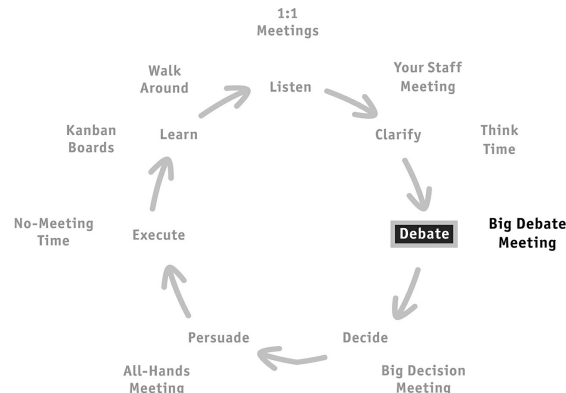 1:1
Meetings
Walk
Around
Listen
Your Staff
Meeting
Kanban
Boards
Learn
Clarify
Think
Time
No-Meeting
Time
Execute
Debate
Big Debate
Meeting
Persuade
Decide
All-Hands
Meeting
Big Decision
Meeting